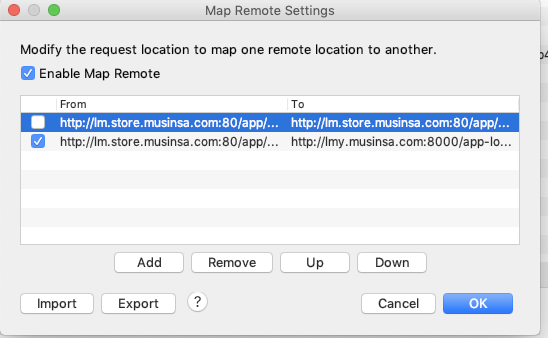 Map Remote Settings
Modify the request location to map one remote location to another.
Enable Map Remote
From To
http://lm.store.musinsa.com:80/app/... http://lm.store.musinsa.com:80/app/...
http://lm.store.musinsa.com:80/app/... http://lmy.musinsa.com:8000/app-lo...
Add Remove Up Down
Import Export ? Cancel OK